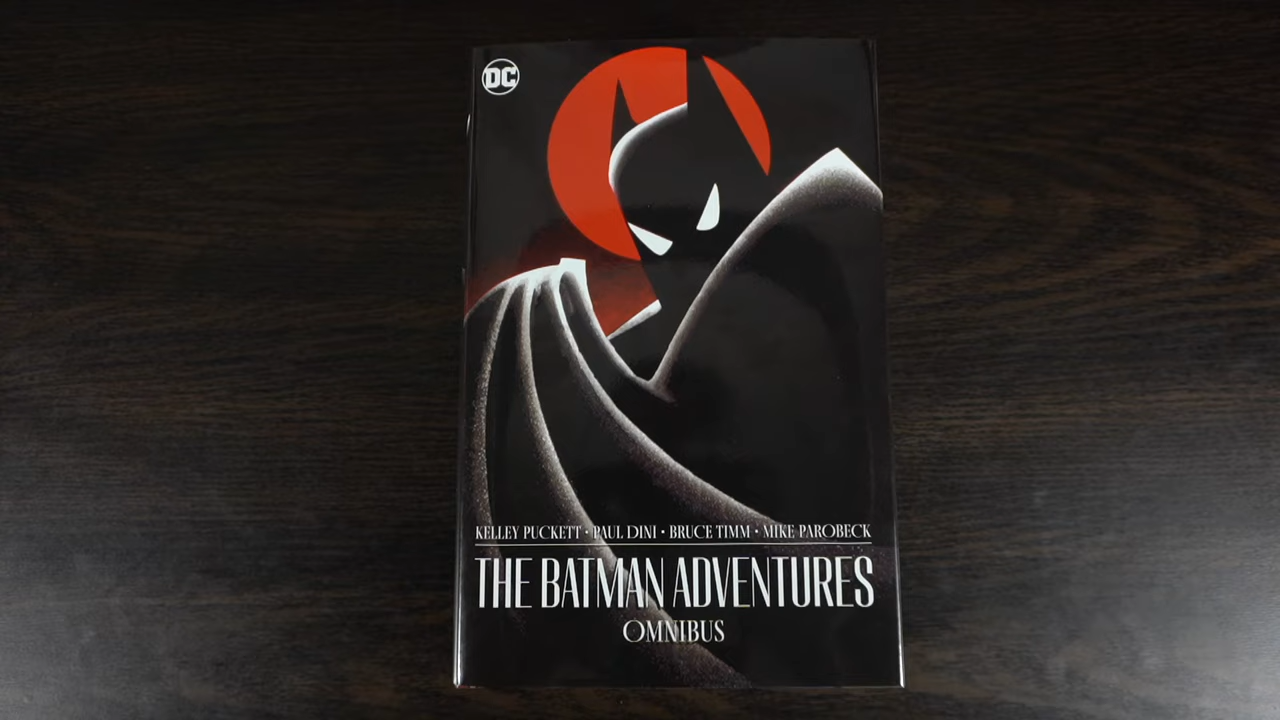 DC
KELLEY PUCKETT • PAUL DINI • BRUCE TIMM • MIKE PAROBECK
THE BATMAN ADVENTURES
OMNIBUS